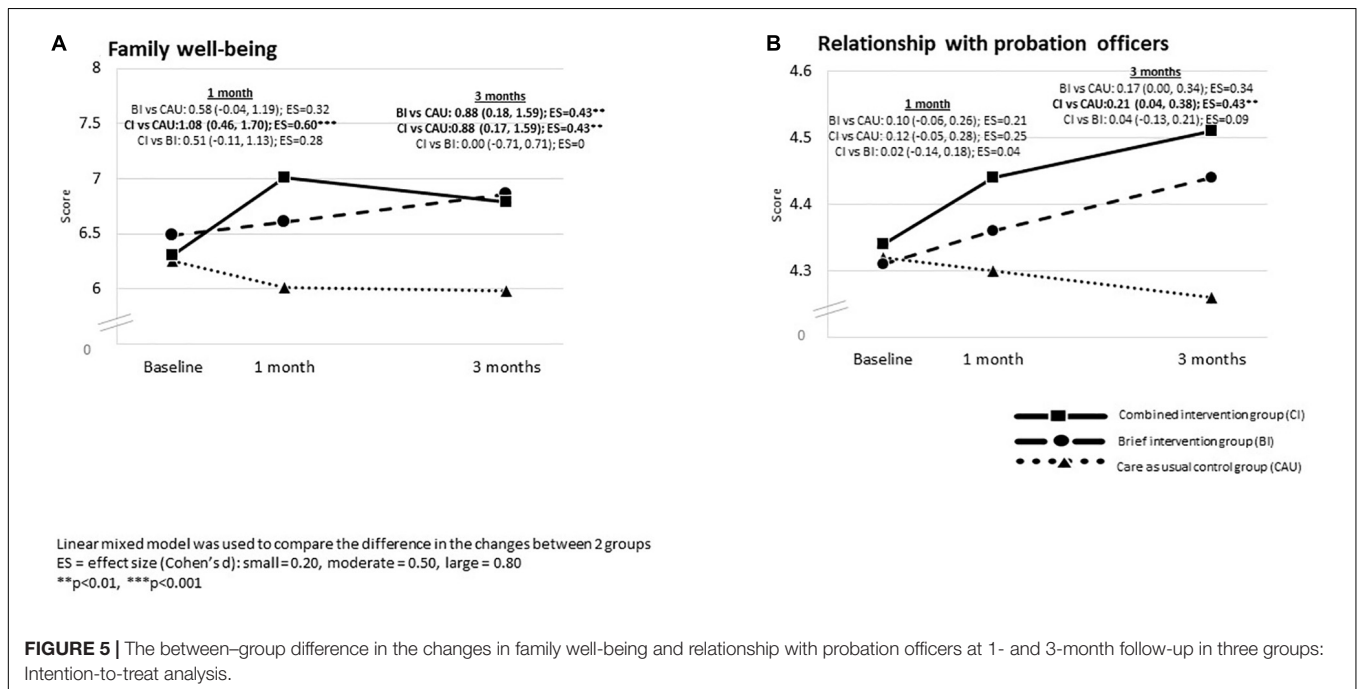 A Family well-being
8
7.5
7
6.5
6
0
Score
1 month
BI vs CAU: 0.58 (-0.04, 1.19); ES=0.32
CI vs CAU:1.08 (0.46, 1.70); ES=0.60***
CI vs BI: 0.51 (-0.11, 1.13); ES=0.28
3 months
BI vs CAU: 0.88 (0.18, 1.59); ES=0.43**
CI vs CAU:0.88 (0.17, 1.59); ES=0.43**
CI vs BI: 0.00 (-0.71, 0.71); ES=0
Baseline 1 month 3 months
B Relationship with probation officers
4.6
4.5
4.4
4.3
0
Score
1 month
BI vs CAU: 0.10 (-0.06, 0.26); ES=0.21
CI vs CAU: 0.12 (-0.05, 0.28); ES=0.25
CI vs BI: 0.02 (-0.14, 0.18); ES=0.04
3 months
BI vs CAU: 0.17 (0.00, 0.34); ES=0.34
CI vs CAU:0.21 (0.04, 0.38); ES=0.43**
CI vs BI: 0.04 (-0.13, 0.21); ES=0.09
Baseline 1 month 3 months
Combined intervention group (CI)
Brief intervention group (BI)
Care as usual control group (CAU)
Linear mixed model was used to compare the difference in the changes between 2 groups
ES = effect size (Cohen's d): small=0.20, moderate = 0.50, large = 0.80
**p<0.01, ***p<0.001
FIGURE 5 | The between–group difference in the changes in family well-being and relationship with probation officers at 1- and 3-month follow-up in three groups:
Intention-to-treat analysis.